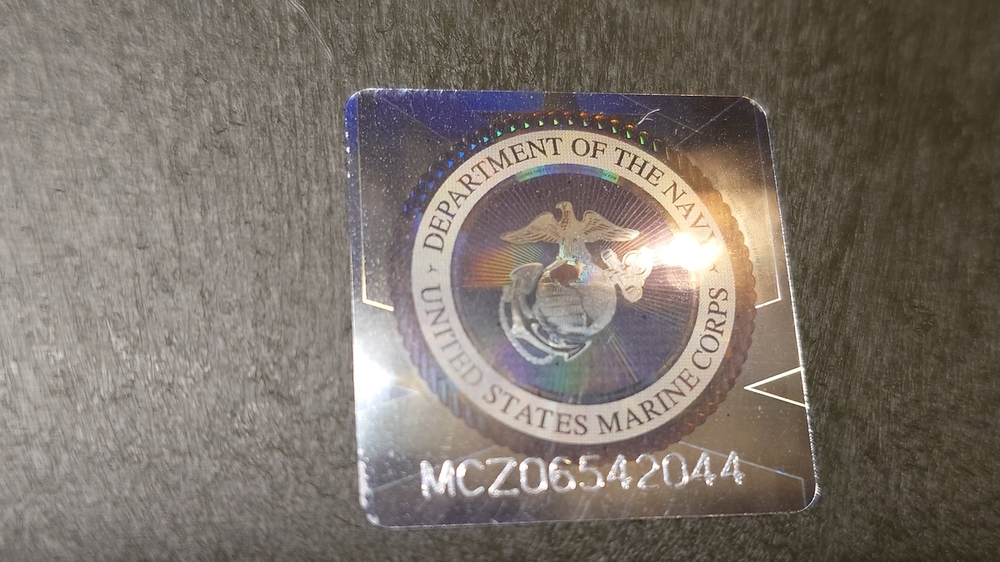 DEPARTMENT OF THE NAVY
UNITED STATES MARINE CORPS
MCZ06542044